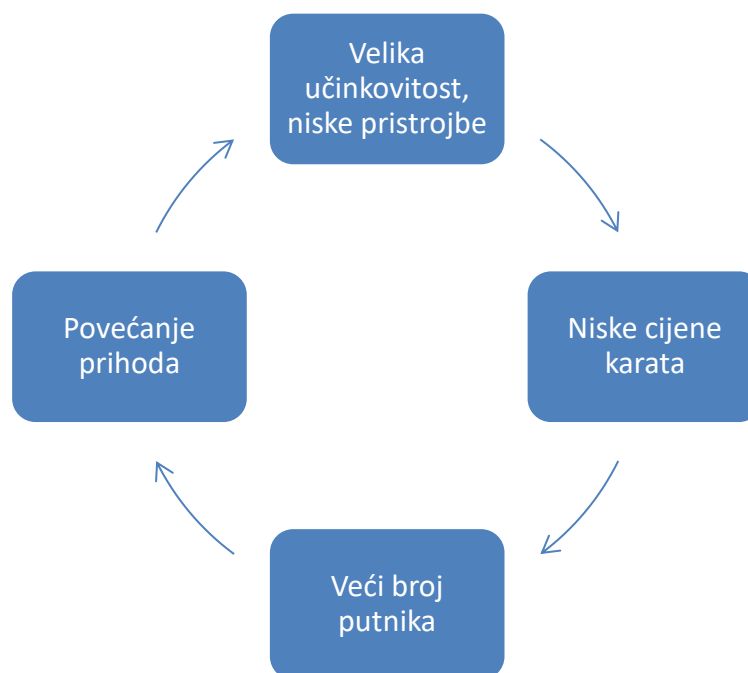 Velika
učinkovitost,
niske pristrojbe
Niske cijene
karata
Veći broj
putnika
Povećanje
prihoda